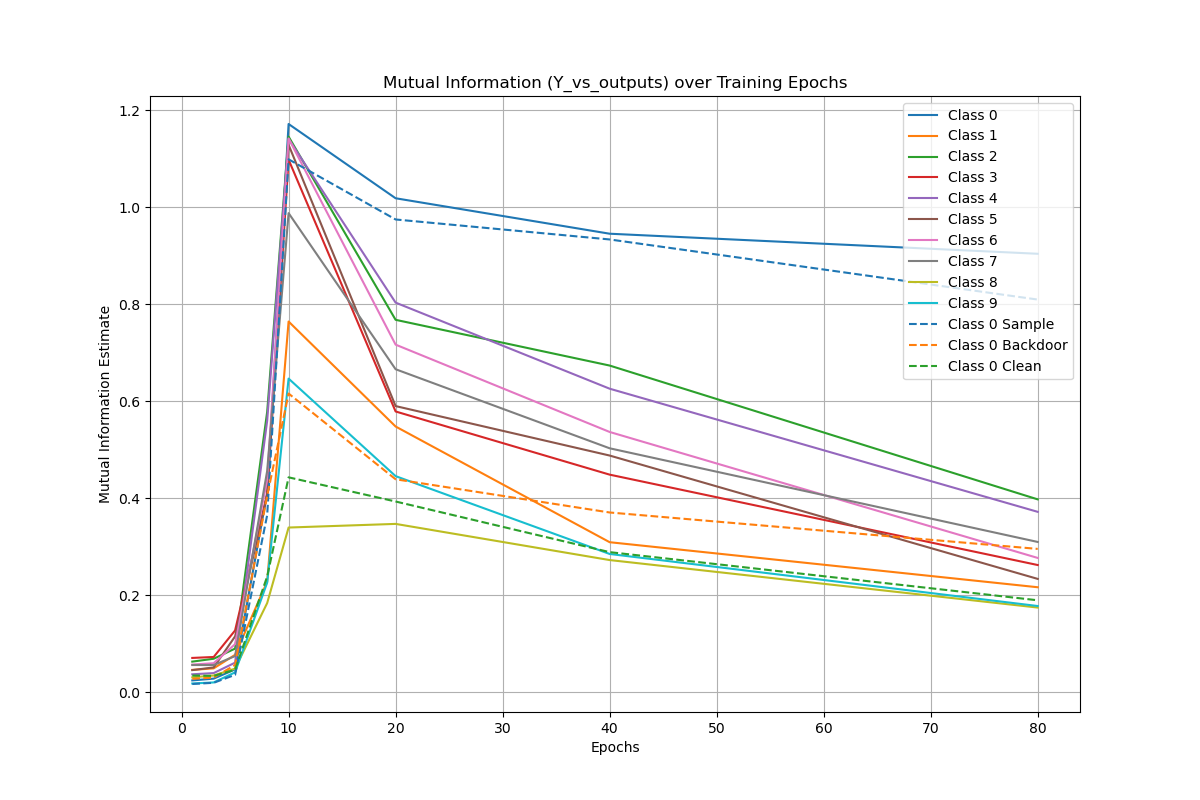 Mutual Information (Y_vs_outputs) over Training Epochs
Mutual Information Estimate
1.2
1.0
0.8
0.6
0.4
0.2
0.0
Class 0
Class 1
Class 2
Class 3
Class 4
Class 5
Class 6
Class 7
Class 8
Class 9
Class 0 Sample
Class 0 Backdoor
Class 0 Clean
0 10 20 30 40 50 60 70 80
Epochs